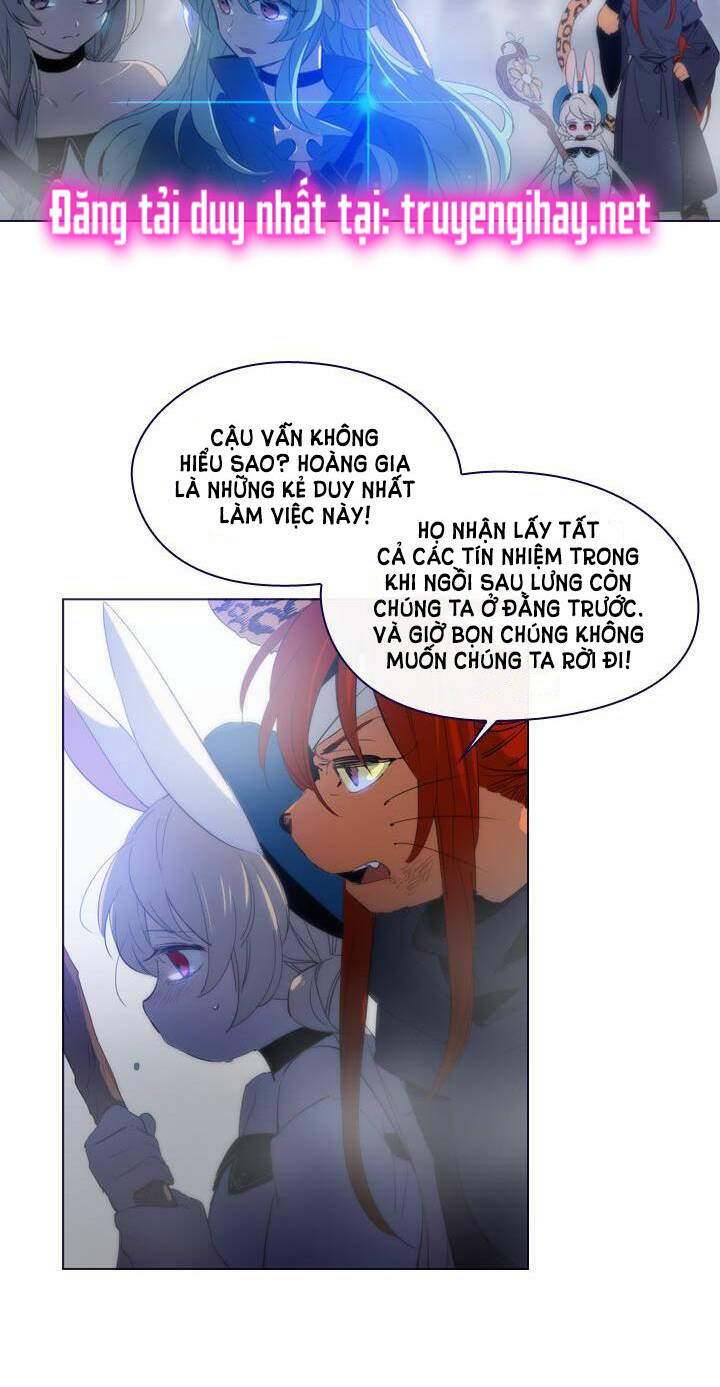 Đăng tải duy nhất tại: truyengihay.net
CẬU VẪN KHÔNG
HIỂU SAO? HOÀNG GIA
LÀ NHỮNG KẺ DUY NHẤT
LÀM VIỆC NÀY!
HỌ NHẬN LẤY TẤT
CẢ CÁC TÍN NHIỆM TRONG
KHI NGỒI SAU LƯNG CÒN
CHÚNG TA Ở ĐẰNG TRƯỚC.
VÀ GIỜ BỌN CHÚNG KHÔNG
MUỐN CHÚNG TA RỜI ĐI!